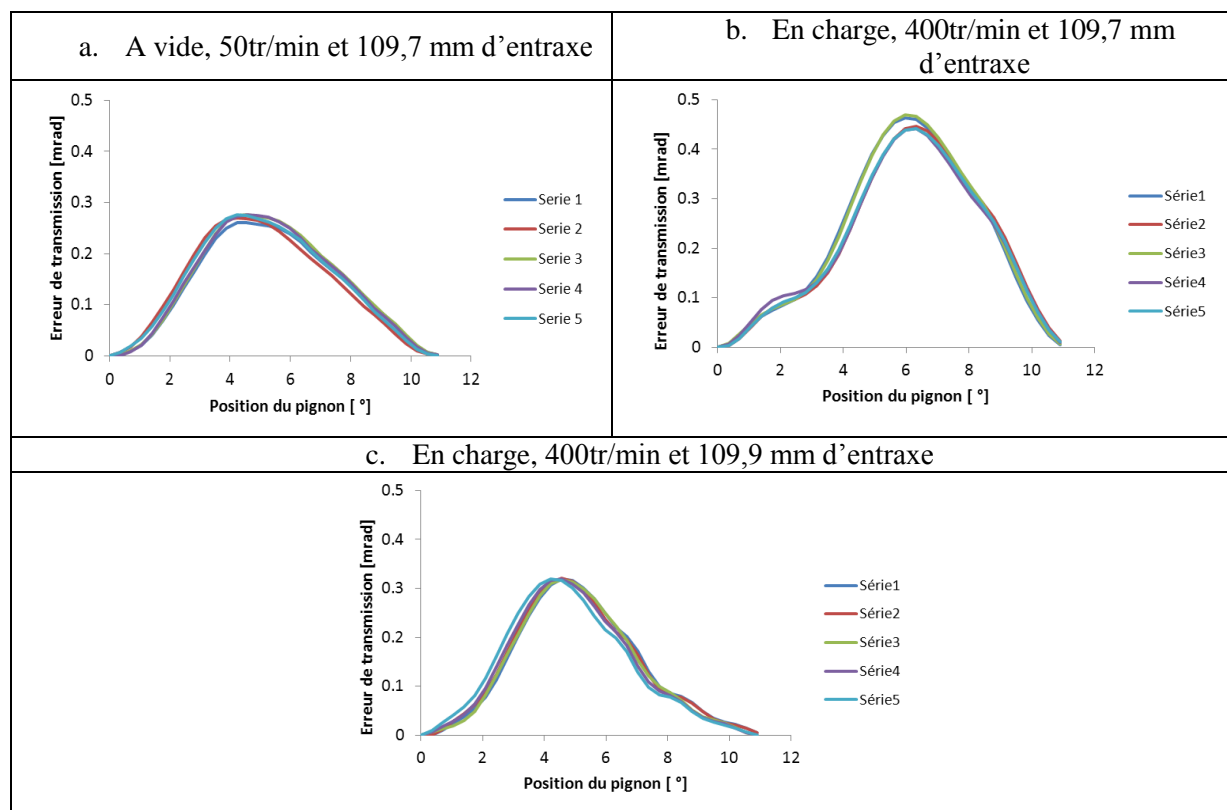 a. A vide, 50tr/min et 109,7 mm d’entraxe
b. En charge, 400tr/min et 109,7 mm
d’entraxe
Erreur de transmission [mrad]
0.5
0.4
0.3
0.2
0.1
0
0 2 4 6 8 10 12
Position du pignon [ °]
Serie 1
Serie 2
Serie 3
Serie 4
Serie 5
Erreur de transmission [mrad]
0.5
0.4
0.3
0.2
0.1
0
0 2 4 6 8 10 12
Position du pignon [ °]
Série1
Série2
Série3
Série4
Série5
c. En charge, 400tr/min et 109,9 mm d’entraxe
Erreur de transmission [mrad]
0.5
0.4
0.3
0.2
0.1
0
0 2 4 6 8 10 12
Position du pignon [ °]
Série1
Série2
Série3
Série4
Série5